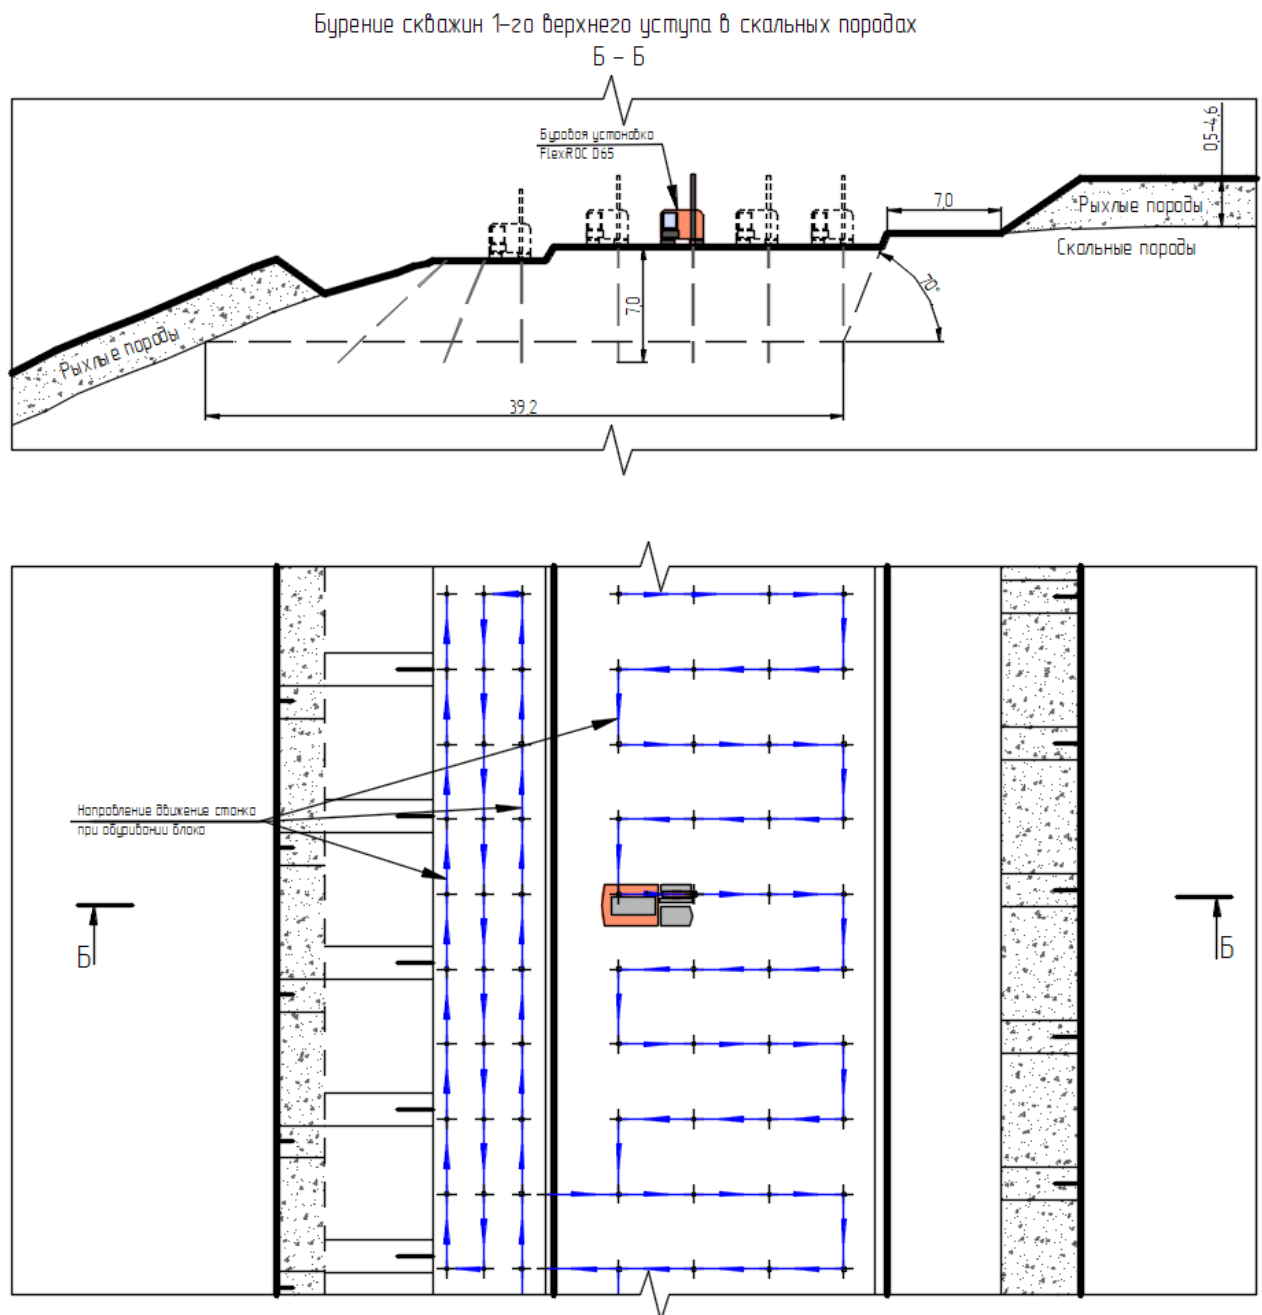 Бурение скважин 1-го верхнего уступа в скальных породах
Б - Б
Буровая установка
FlexiROC D65
0,5-4,6
7,0
Рыхлые породы
Скальные породы
7,0
70°
Рыхлые породы
39,2
Направление движение станка
при обуривании блока
Б
Б